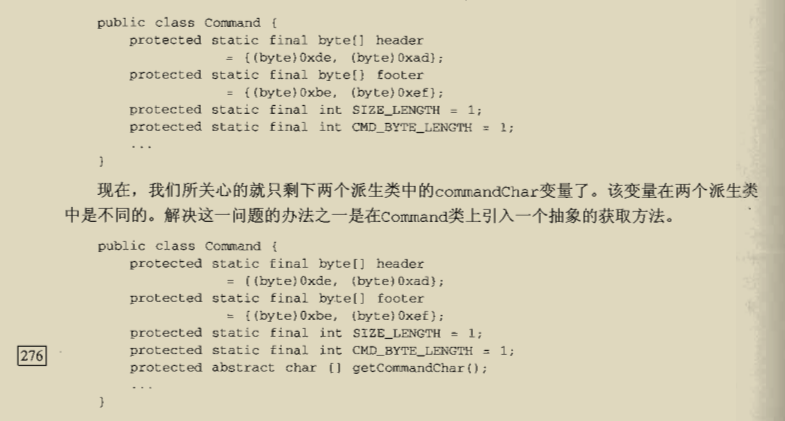 public class Command {
    protected static final byte[] header
            = {(byte)0xde, (byte)0xad};
    protected static final byte[] footer
            = {(byte)0xbe, (byte)0xef};
    protected static final int SIZE_LENGTH = 1;
    protected static final int CMD_BYTE_LENGTH = 1;
    ...
}
现在，我们所关心的就只剩下两个派生类中的commandChar变量了。该变量在两个派生类
中是不同的。解决这一问题的办法之一是在Command类上引入一个抽象的获取方法。
public class Command {
    protected static final byte[] header
            = {(byte)0xde, (byte)0xad};
    protected static final byte[] footer
            = {(byte)0xbe, (byte)0xef};
    protected static final int SIZE_LENGTH = 1;
    protected static final int CMD_BYTE_LENGTH = 1;
276
    protected abstract char [] getCommandChar();
    ...
}